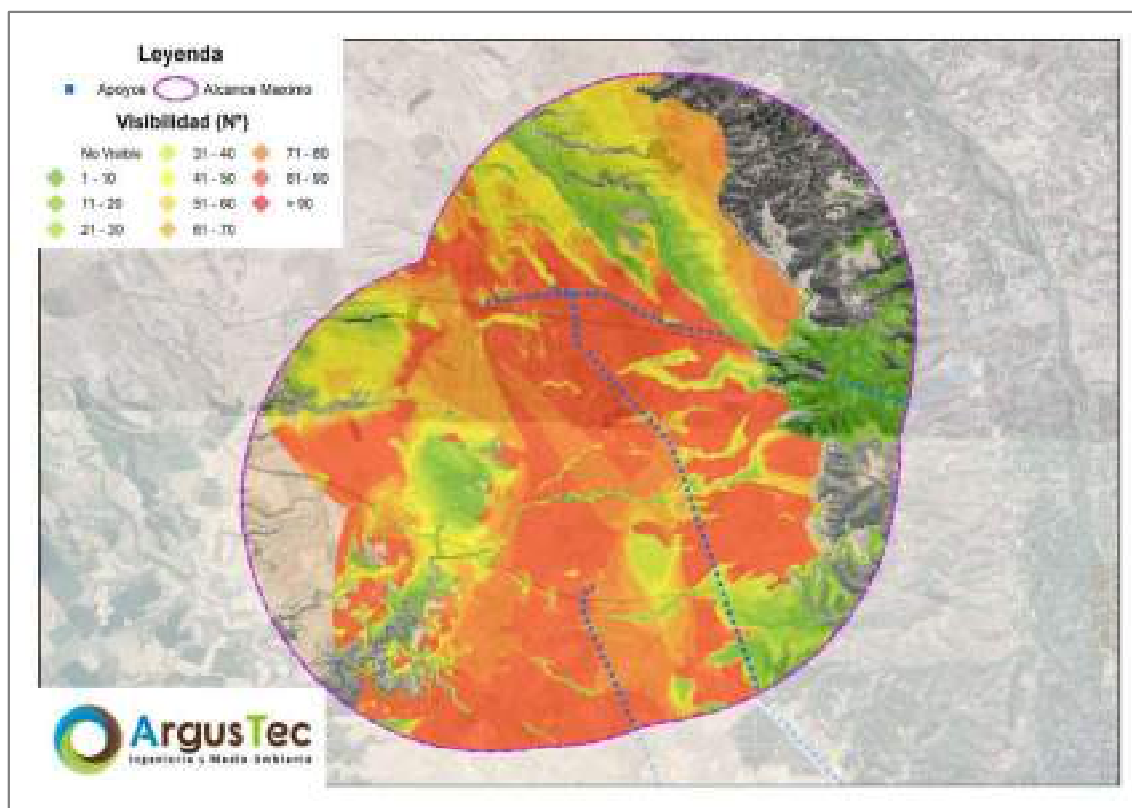 Leyenda
Apoyos Alcance Maximo
Visibilidad (Nº)
No Visible 31 - 40 71 - 80
1 - 10 41 - 50 81 - 90
11 - 20 51 - 60 > 90
21 - 30 61 - 70
ArgusTec
Ingeniería y Medio Ambiente